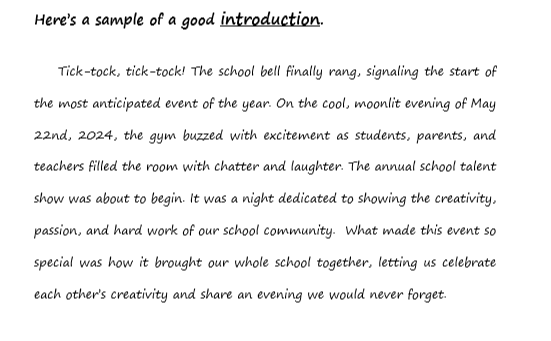 Here's a sample of a good introduction.
Tick-tock, tick-tock! The school bell finally rang, signaling the start of
the most anticipated event of the year. On the cool, moonlit evening of May
22nd, 2024, the gym buzzed with excitement as students, parents, and
teachers filled the room with chatter and laughter. The annual school talent
show was about to begin. It was a night dedicated to showing the creativity,
passion, and hard work of our school community.  What made this event so
special was how it brought our whole school together, letting us celebrate
each other's creativity and share an evening we would never forget.